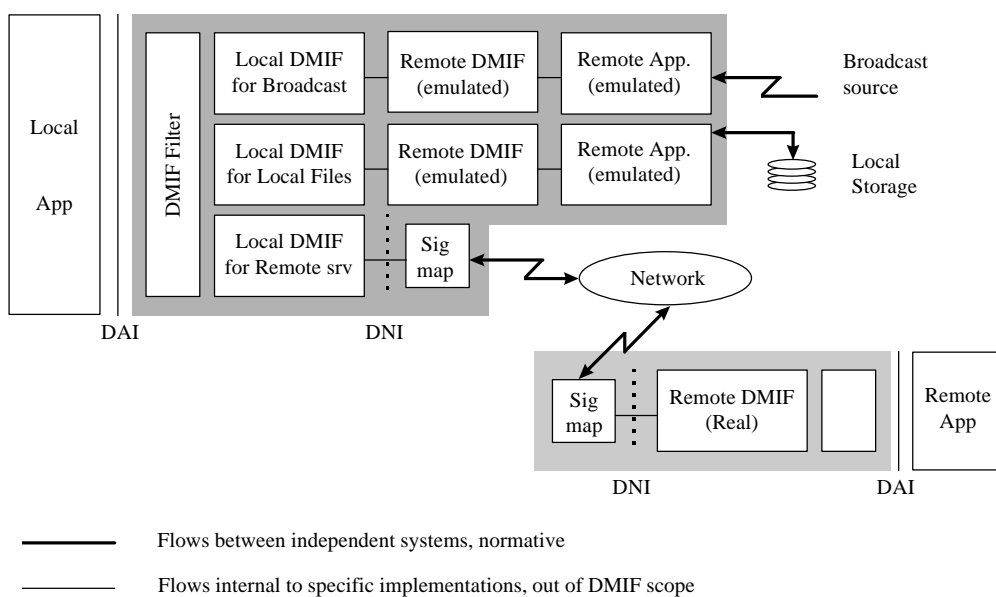 Local
App
DMIF Filter
Local DMIF
for Broadcast
Remote DMIF
(emulated)
Remote App.
(emulated)
Broadcast
source
Local DMIF
for Local Files
Remote DMIF
(emulated)
Remote App.
(emulated)
Local
Storage
Local DMIF
for Remote srv
Sig
map
Network
DAI
DNI
Sig
map
Remote DMIF
(Real)
Remote
App
DNI
DAI
Flows between independent systems, normative
Flows internal to specific implementations, out of DMIF scope